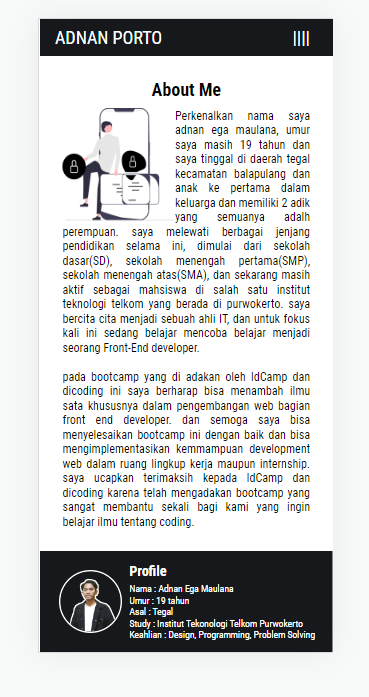 ADNAN PORTO
About Me
Perkenalkan nama saya
adnan ega maulana, umur
saya masih 19 tahun dan
saya tinggal di daerah tegal
kecamatan balapulang dan
anak ke pertama dalam
keluarga dan memiliki 2 adik
yang semuanya adalh
perempuan. saya melewati berbagai jenjang
pendidikan selama ini, dimulai dari sekolah
dasar(SD), sekolah menengah pertama(SMP),
sekolah menengah atas(SMA), dan sekarang masih
aktif sebagai mahsiswa di salah satu institut
teknologi telkom yang berada di purwokerto. saya
bercita cita menjadi sebuah ahli IT, dan untuk fokus
kali ini sedang belajar mencoba belajar menjadi
seorang Front-End developer.
pada bootcamp yang di adakan oleh IdCamp dan
dicoding ini saya berharap bisa menambah ilmu
sata khususnya dalam pengembangan web bagian
front end developer. dan semoga saya bisa
menyelesaikan bootcamp ini dengan baik dan bisa
mengimplementasikan kemmampuan development
web dalam ruang lingkup kerja maupun internship.
saya ucapkan terimaksih kepada IdCamp dan
dicoding karena telah mengadakan bootcamp yang
sangat membantu sekali bagi kami yang ingin
belajar ilmu tentang coding.
Profile
Nama : Adnan Ega Maulana
Umur : 19 tahun
Asal : Tegal
Study : Institut Tekonologi Telkom Purwokerto
Keahlian : Design, Programming, Problem Solving